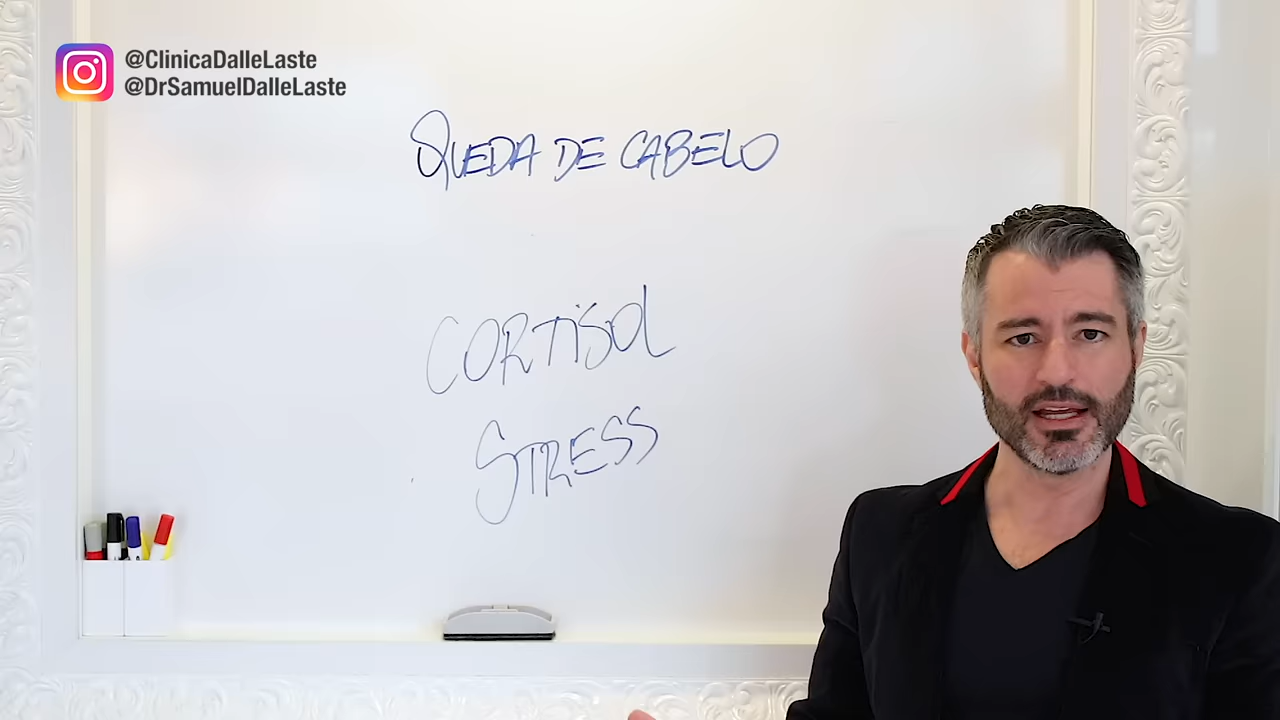 @ClinicaDalleLaste
@DrSamuelDalleLaste
QUEDA DE CABELO
CORTISOL
STRESS